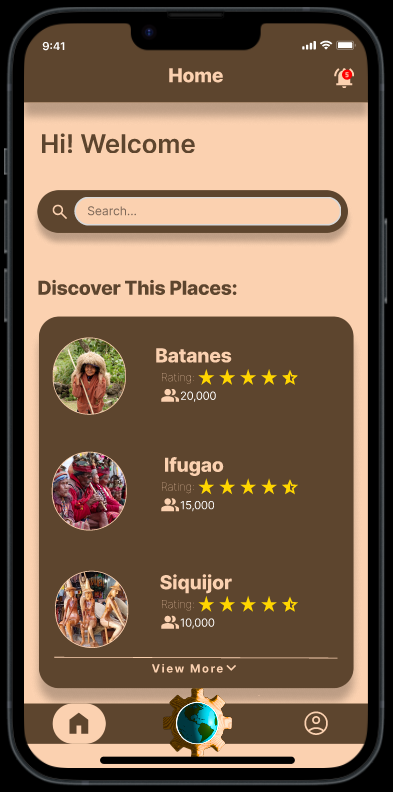 9:41
Home
5
Hi! Welcome
Search...
Discover This Places:
Batanes
Rating:
20,000
Ifugao
Rating:
15,000
Siquijor
Rating:
10,000
View More